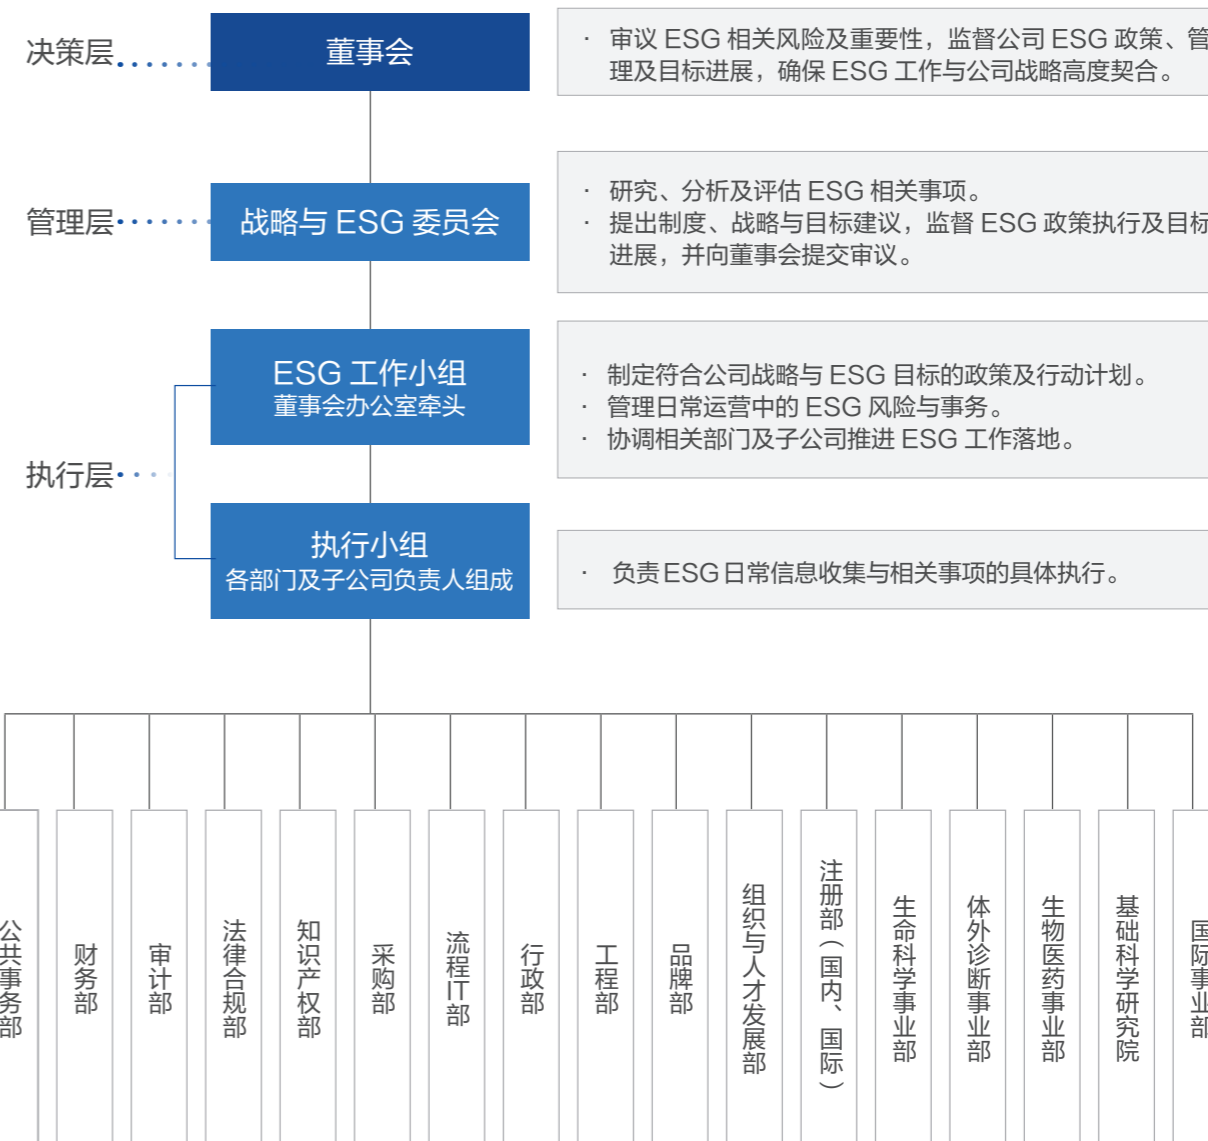 决策层
董事会
· 审议 ESG 相关风险及重要性，监督公司 ESG 政策、管
理及目标进展，确保 ESG 工作与公司战略高度契合。
管理层
战略与 ESG 委员会
· 研究、分析及评估 ESG 相关事项。
· 提出制度、战略与目标建议，监督 ESG 政策执行及目标
进展，并向董事会提交审议。
执行层
ESG 工作小组
董事会办公室牵头
· 制定符合公司战略与 ESG 目标的政策及行动计划。
· 管理日常运营中的 ESG 风险与事务。
· 协调相关部门及子公司推进 ESG 工作落地。
执行小组
各部门及子公司负责人组成
· 负责ESG日常信息收集与相关事项的具体执行。
公共事务部
财务部
审计部
法律合规部
知识产权部
采购部
流程IT部
行政部
工程部
品牌部
组织与人才发展部
注册部（国内、国际）
生命科学事业部
体外诊断事业部
生物医药事业部
基础科学研究院
国际事业部